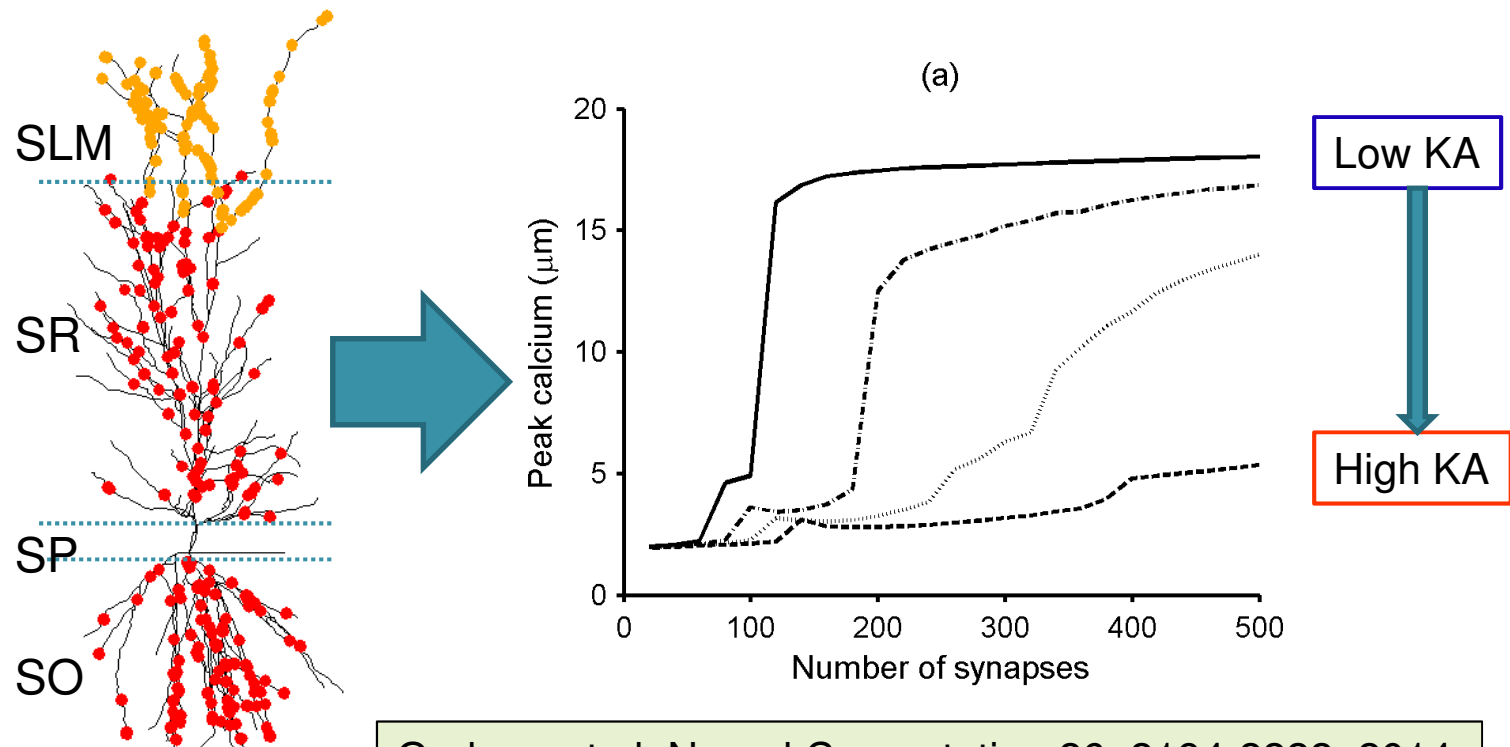 SLM
SR
SP
SO
(a)
20
15
10
5
0
Peak calcium (μm)
0 100 200 300 400 500
Number of synapses
Low KA
High KA